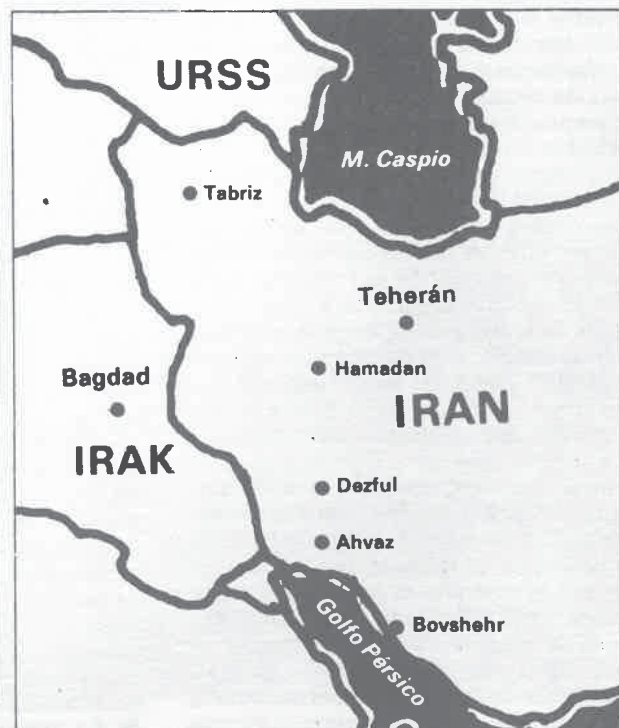 URSS
M. Caspio
Tabriz
Teherán
Hamadan
Bagdad
IRAN
IRAK
Dezful
Ahvaz
Golfo Pérsico
Bovshehr